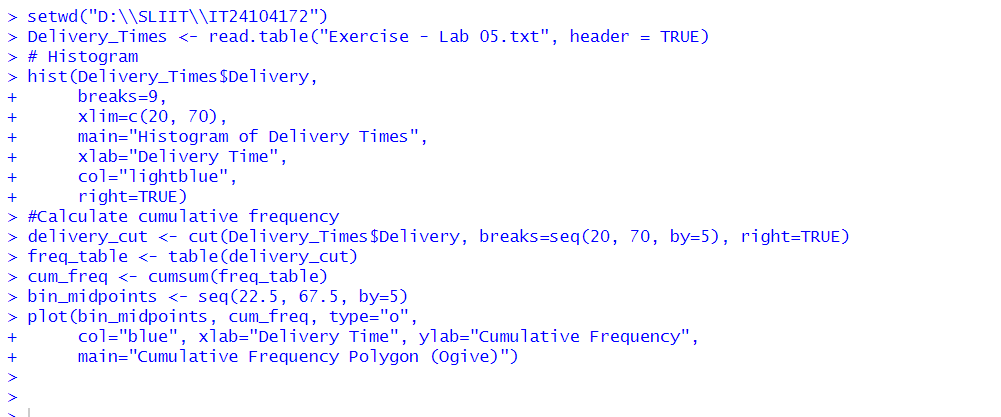 > setwd("D:\\SLIIT\\IT24104172")
> Delivery_Times <- read.table("Exercise - Lab 05.txt", header = TRUE)
> # Histogram
> hist(Delivery_Times$Delivery,
+      breaks=9,
+      xlim=c(20, 70),
+      main="Histogram of Delivery Times",
+      xlab="Delivery Time",
+      col="lightblue",
+      right=TRUE)
> #Calculate cumulative frequency
> delivery_cut <- cut(Delivery_Times$Delivery, breaks=seq(20, 70, by=5), right=TRUE)
> freq_table <- table(delivery_cut)
> cum_freq <- cumsum(freq_table)
> bin_midpoints <- seq(22.5, 67.5, by=5)
> plot(bin_midpoints, cum_freq, type="o",
+      col="blue", xlab="Delivery Time", ylab="Cumulative Frequency",
+      main="Cumulative Frequency Polygon (Ogive)")
>
>
>